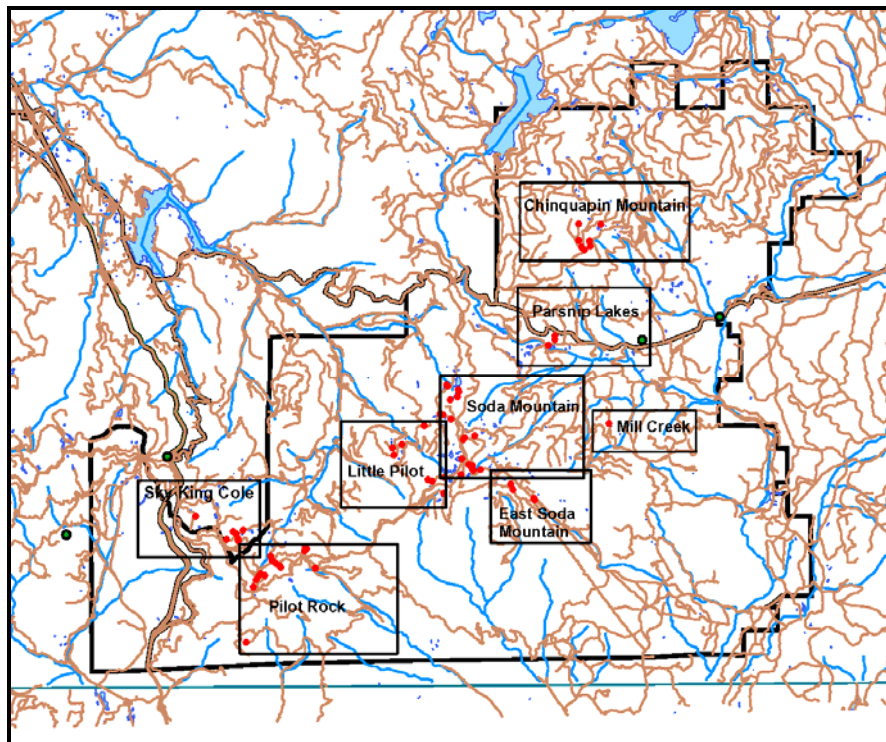 Chinquapin Mountain
Parsnip Lakes
Soda Mountain
Mill Creek
Little Pilot
Sky King Cole
East Soda
Mountain
Pilot Rock